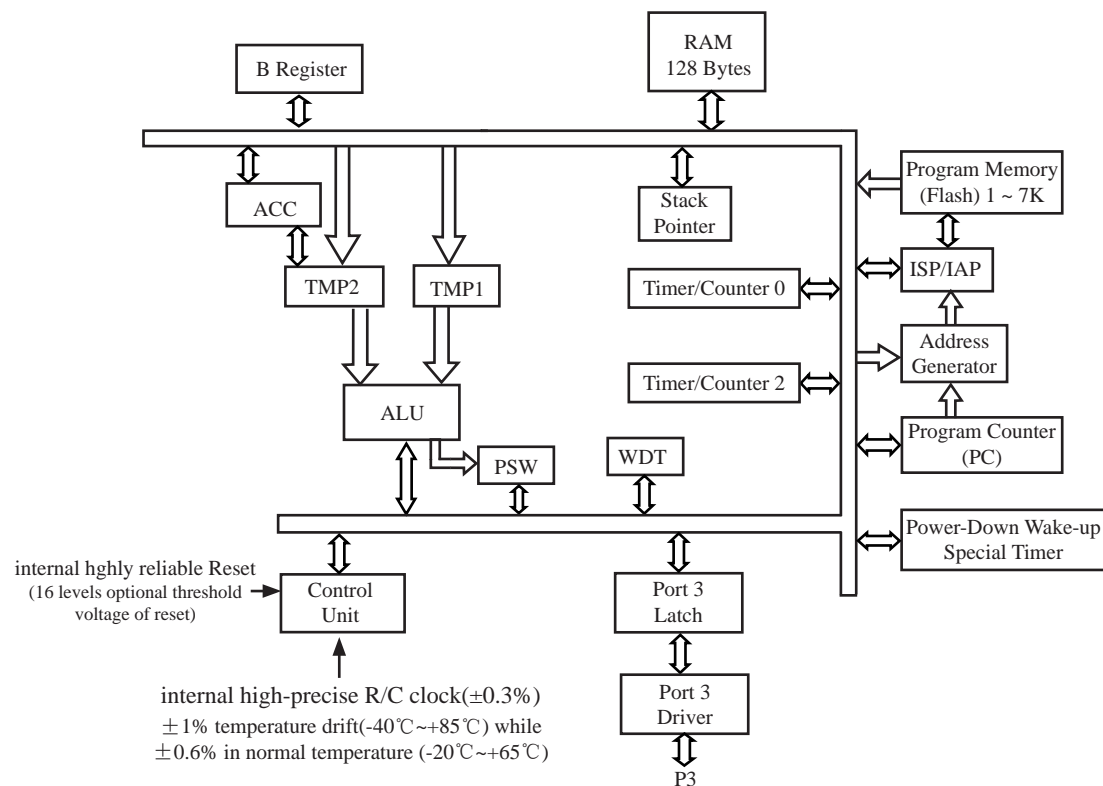 RAM
128 Bytes
B Register
Program Memory
(Flash) 1 ~ 7K
ACC
Stack
Pointer
ISP/IAP
TMP2
TMP1
Timer/Counter 0
Address
Generator
Timer/Counter 2
ALU
Program Counter
(PC)
PSW
WDT
Power-Down Wake-up
Special Timer
internal hghly reliable Reset
(16 levels optional threshold
voltage of reset)
Control
Unit
Port 3
Latch
internal high-precise R/C clock(±0.3%)
±1% temperature drift(-40℃~+85℃) while
±0.6% in normal temperature (-20℃~+65℃)
Port 3
Driver
P3